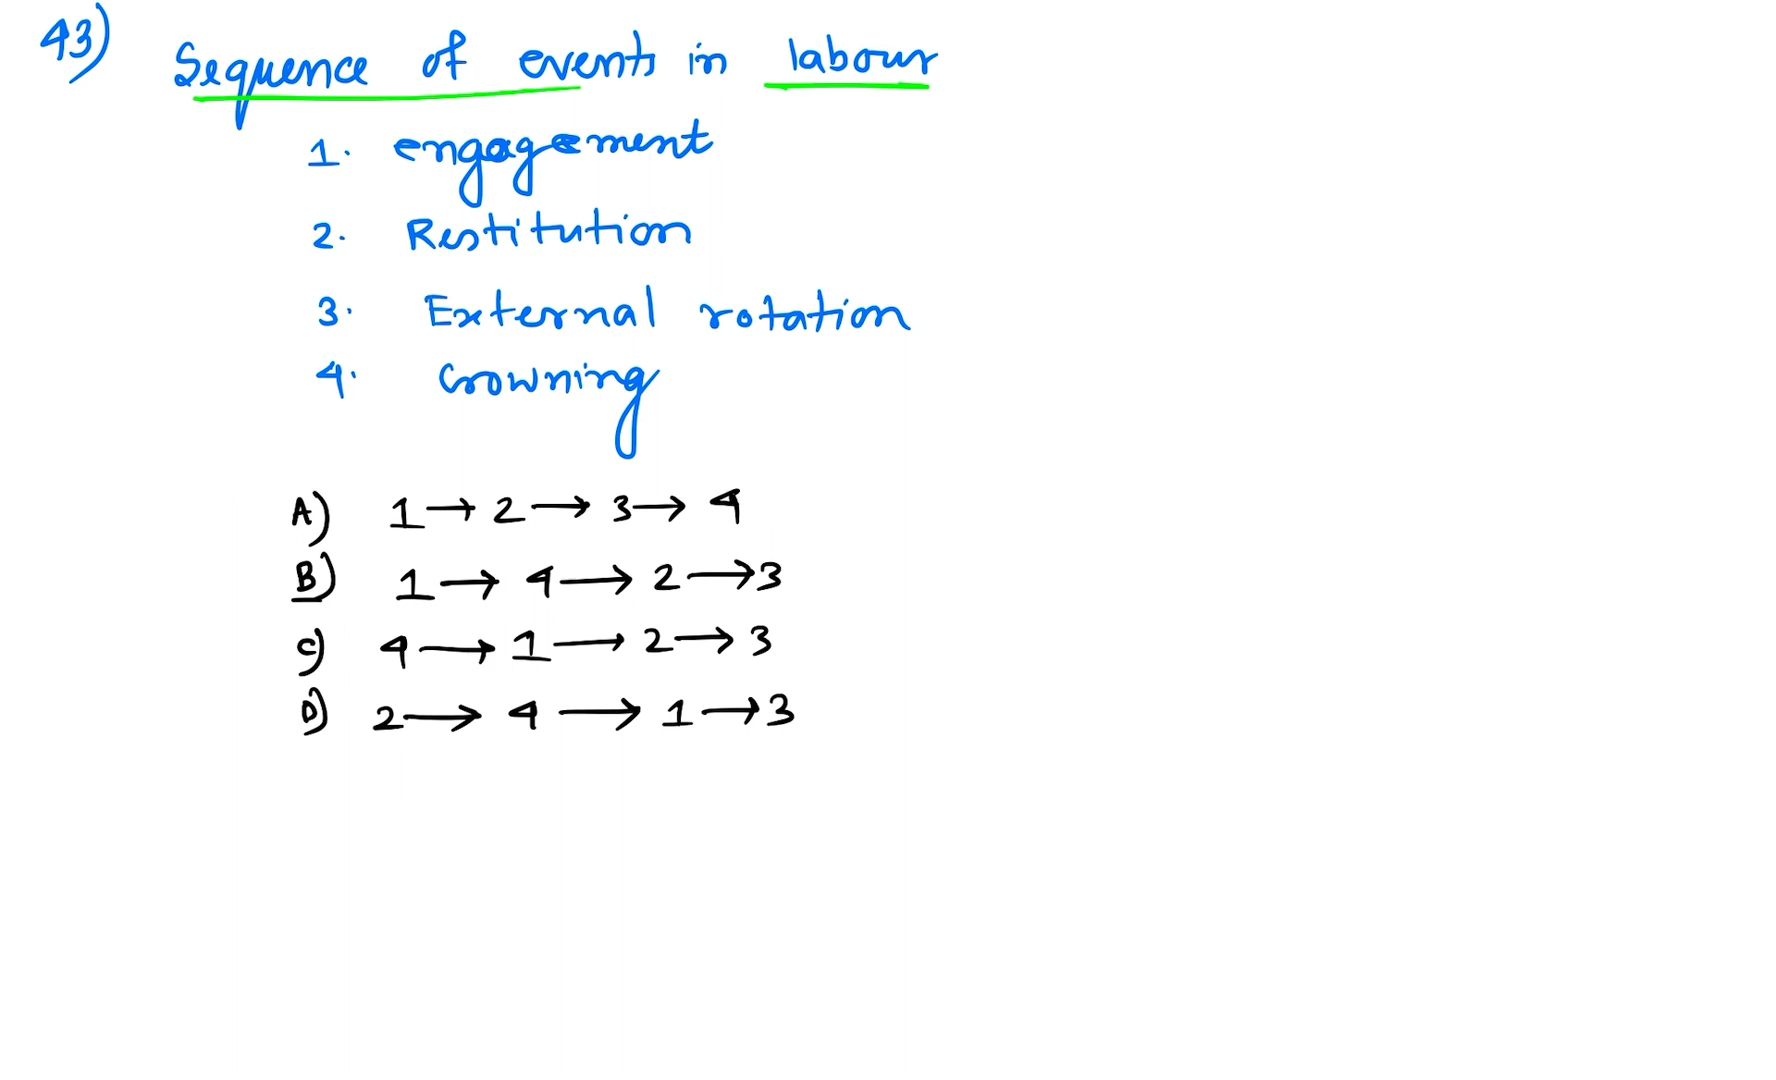 43) Sequence of events in labour
1. engagement
2. Restitution
3. External rotation
4. Crowning
A) 1 → 2 → 3 → 4
B) 1 → 4 → 2 → 3
C) 4 → 1 → 2 → 3
D) 2 → 4 → 1 → 3